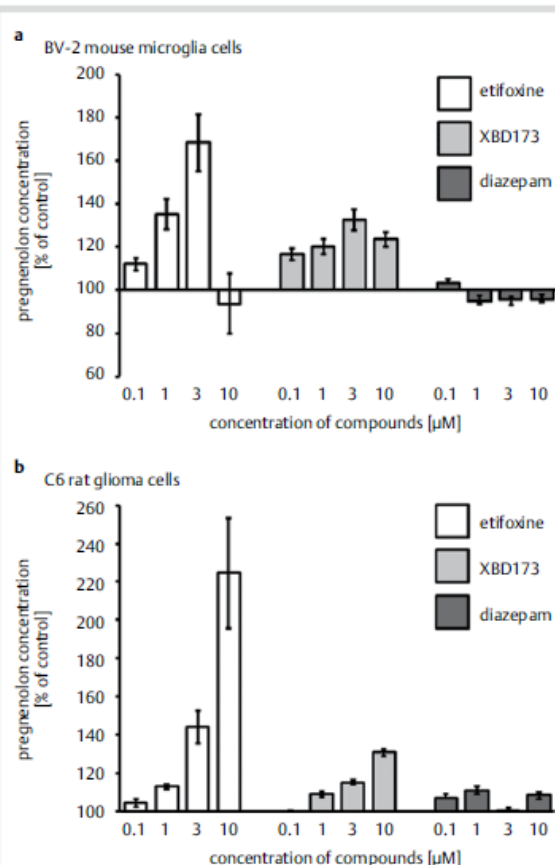 a
BV-2 mouse microglia cells
pregnenolon concentration
[% of control]
200
180
160
140
120
100
80
60
etifoxine
XBD173
diazepam
0.1 1 3 10 0.1 1 3 10 0.1 1 3 10
concentration of compounds [µM]
b
C6 rat glioma cells
pregnenolon concentration
[% of control]
260
240
220
200
180
160
140
120
100
etifoxine
XBD173
diazepam
0.1 1 3 10 0.1 1 3 10 0.1 1 3 10
concentration of compounds [µM]